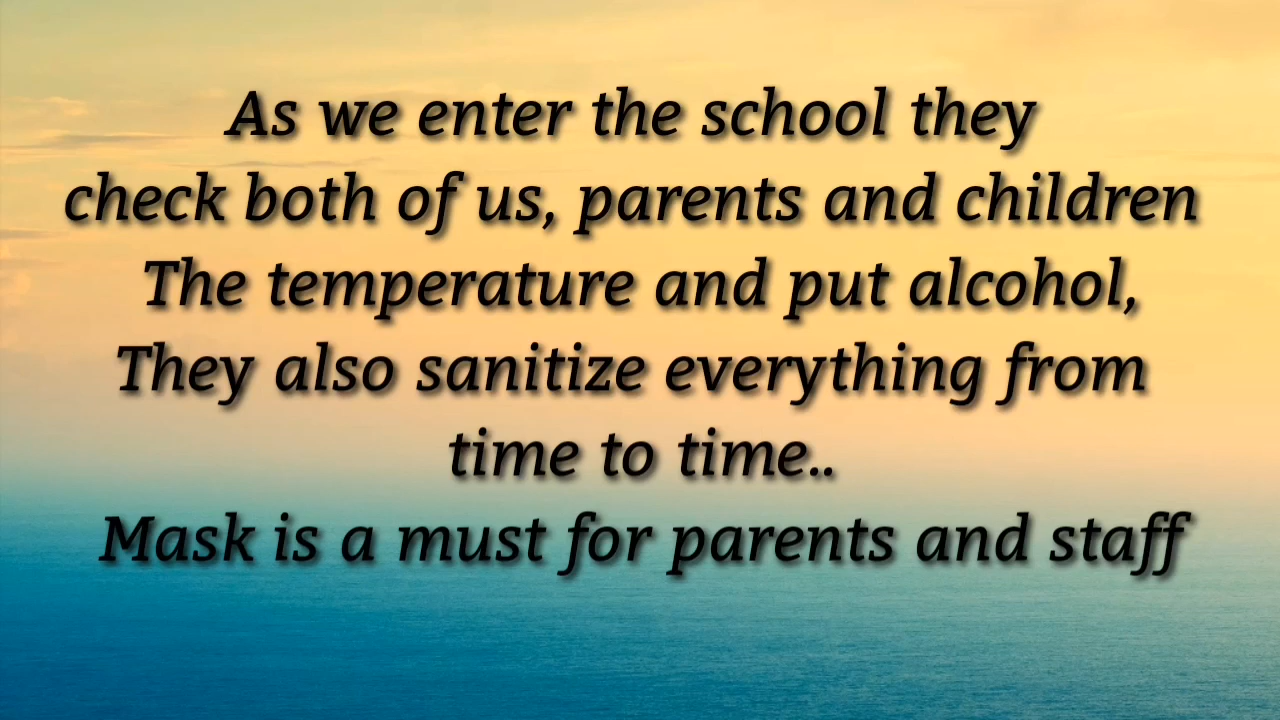 As we enter the school they
check both of us, parents and children
The temperature and put alcohol,
They also sanitize everything from
time to time..
Mask is a must for parents and staff